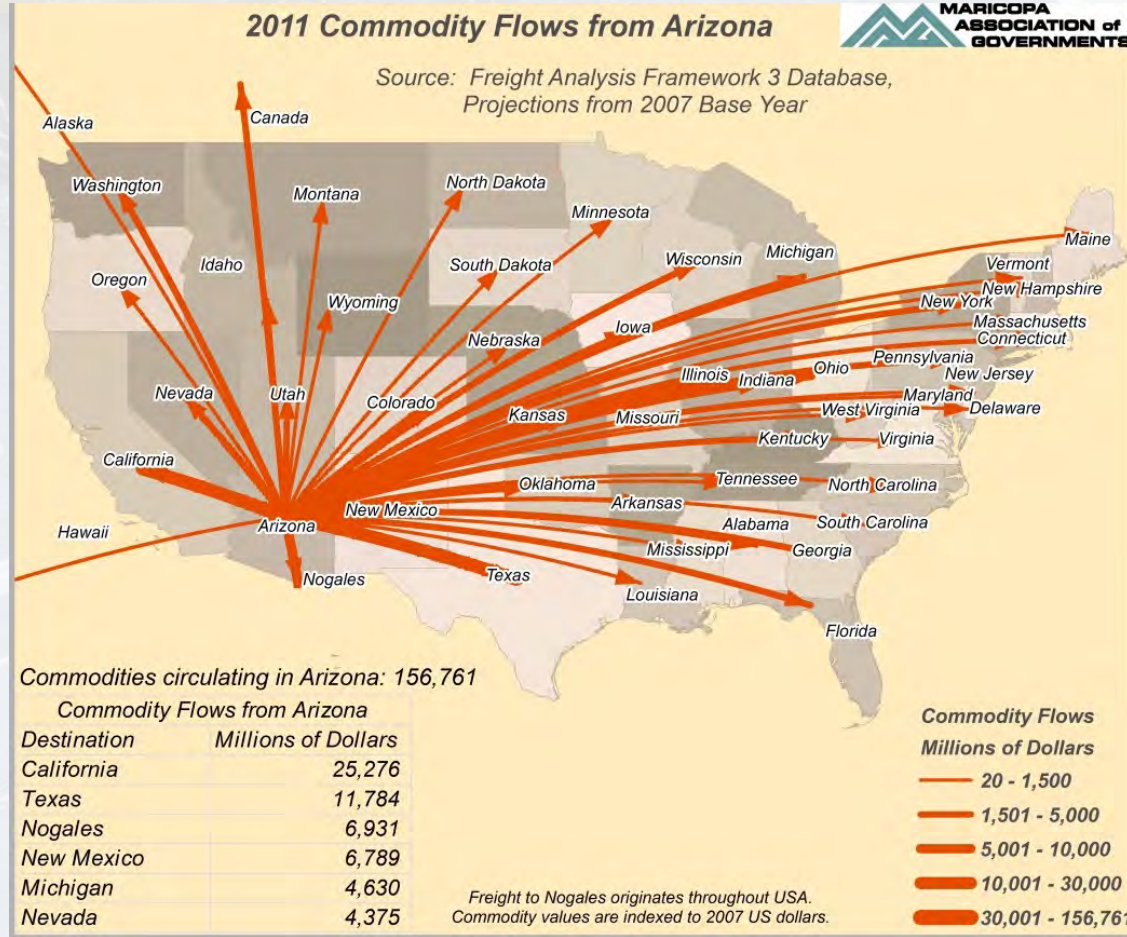 2011 Commodity Flows from Arizona
MARICOPA
ASSOCIATION of
GOVERNMENTS
Source: Freight Analysis Framework 3 Database,
Projections from 2007 Base Year
Alaska
Canada
Washington
Montana
North Dakota
Minnesota
Maine
Oregon
Idaho
Wyoming
South Dakota
Wisconsin
Michigan
Vermont
New Hampshire
New York
Nebraska
Iowa
Massachusetts
Connecticut
Nevada
Utah
Colorado
Kansas
Illinois
Indiana
Ohio
Pennsylvania
New Jersey
Missouri
Maryland
West Virginia
Delaware
California
Kentucky
Virginia
Hawaii
Arizona
New Mexico
Oklahoma
Arkansas
Tennessee
North Carolina
Alabama
South Carolina
Nogales
Texas
Mississippi
Georgia
Louisiana
Florida
Commodities circulating in Arizona: 156,761
Commodity Flows from Arizona
Destination Millions of Dollars
California 25,276
Texas 11,784
Nogales 6,931
New Mexico 6,789
Michigan 4,630
Nevada 4,375
Freight to Nogales originates throughout USA.
Commodity values are indexed to 2007 US dollars.
Commodity Flows
Millions of Dollars
20 - 1,500
1,501 - 5,000
5,001 - 10,000
10,001 - 30,000
30,001 - 156,761